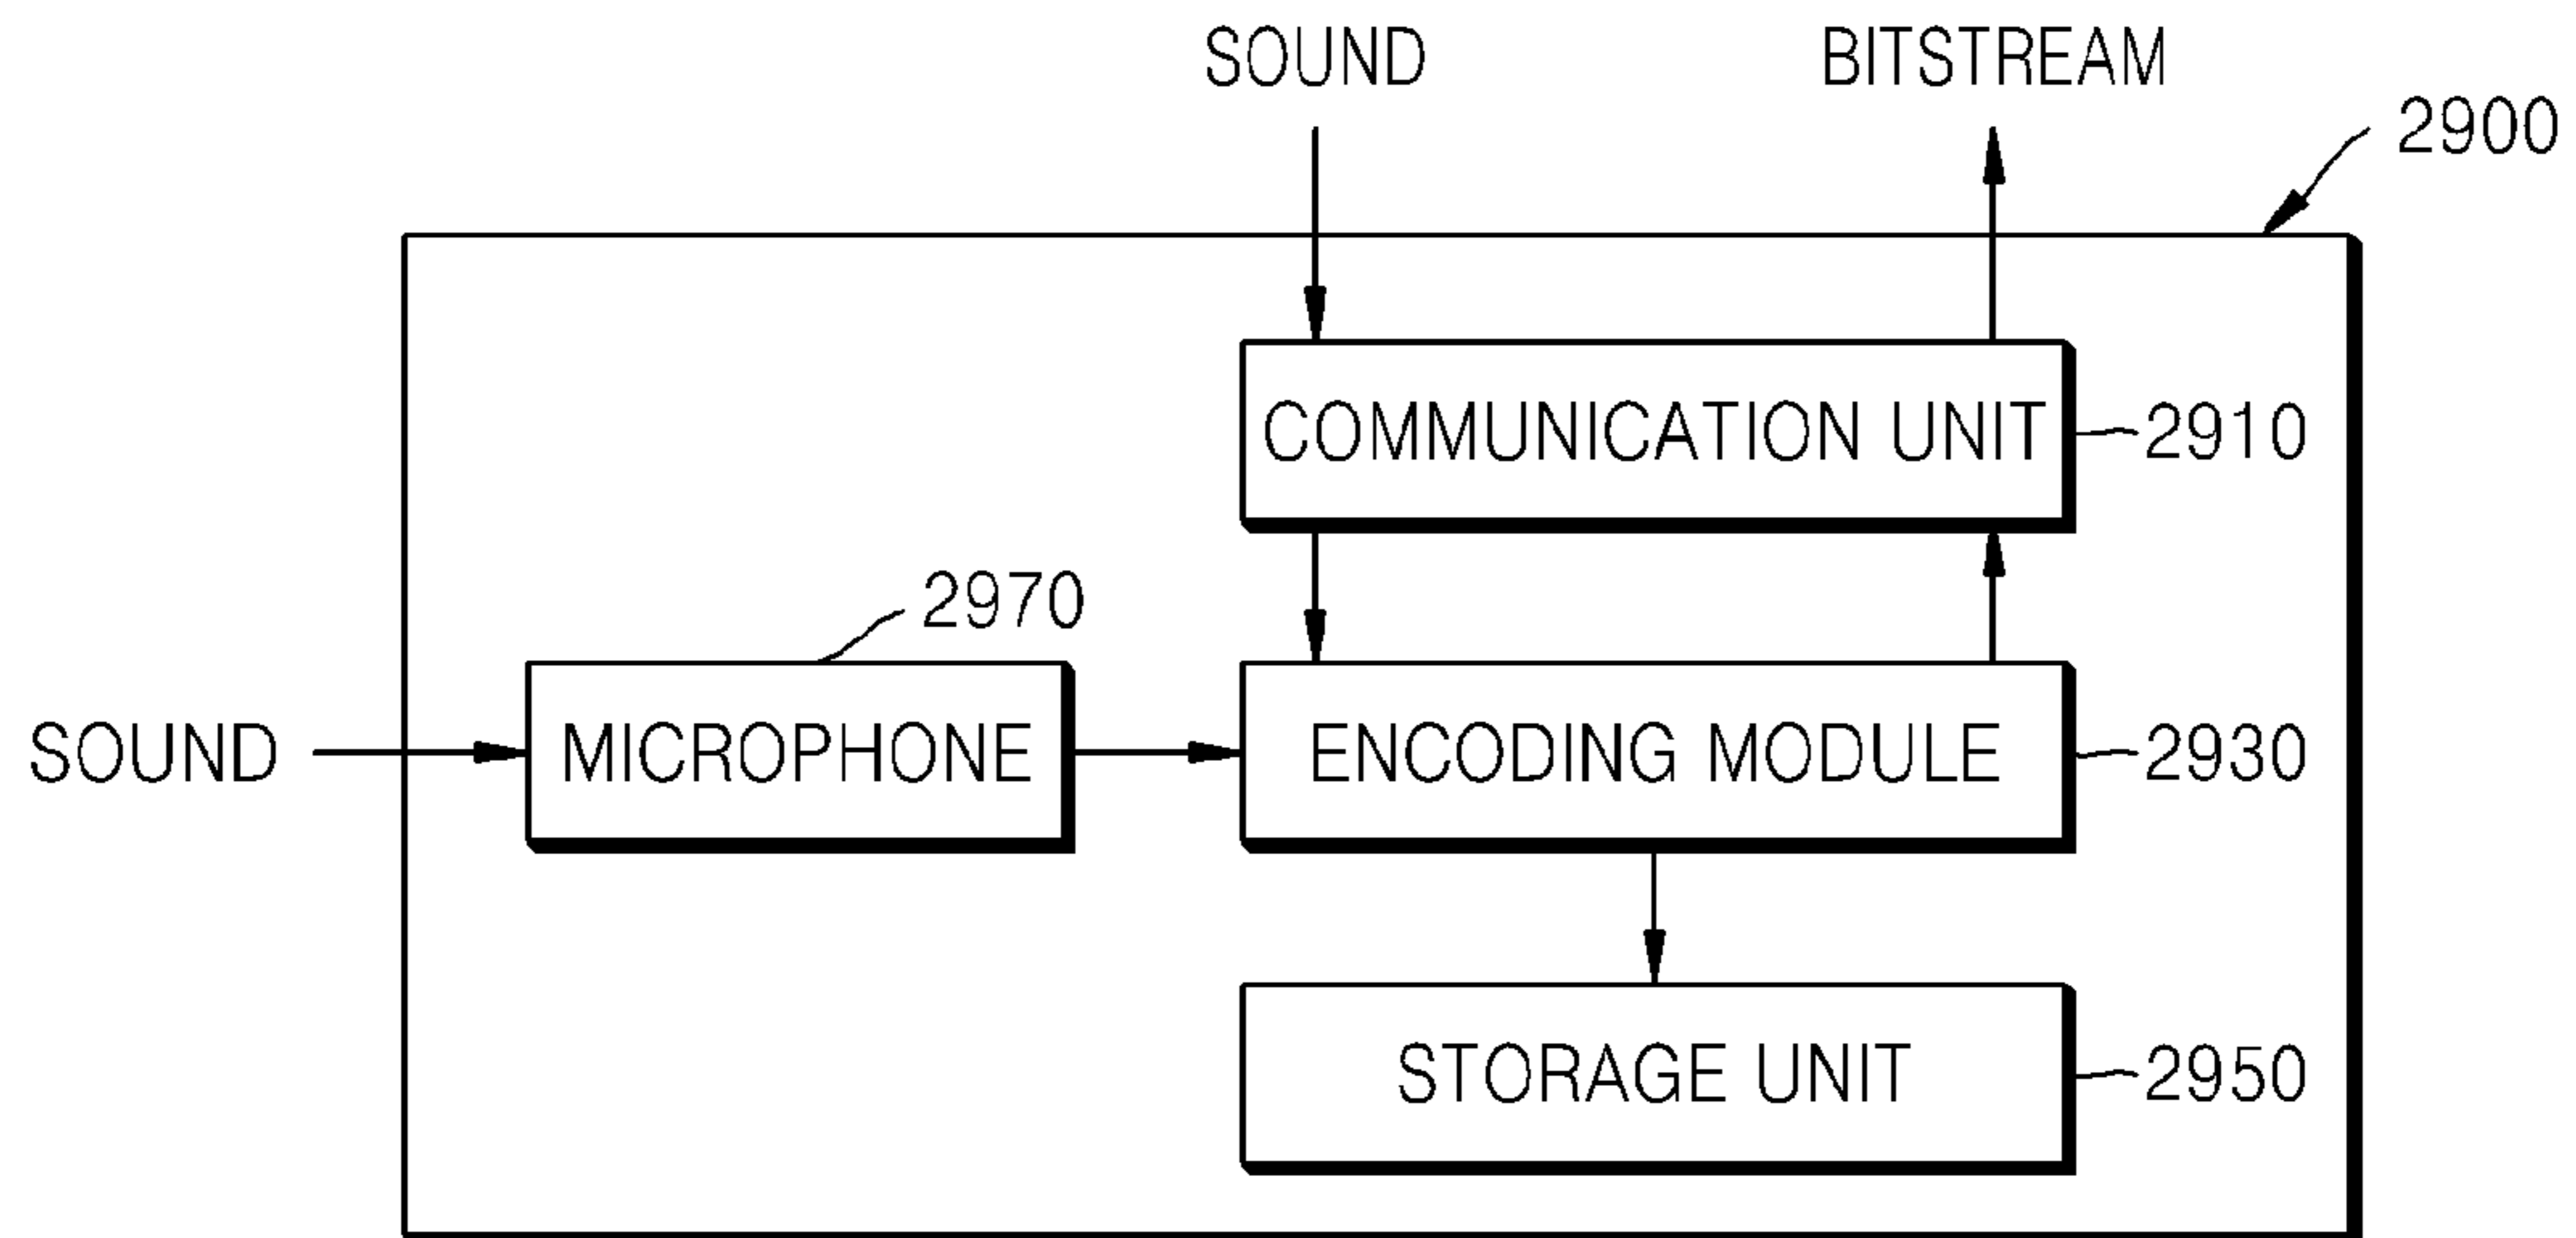 SOUND
BITSTREAM
2900
COMMUNICATION UNIT
2910
2970
SOUND
MICROPHONE
ENCODING MODULE
2930
STORAGE UNIT
2950